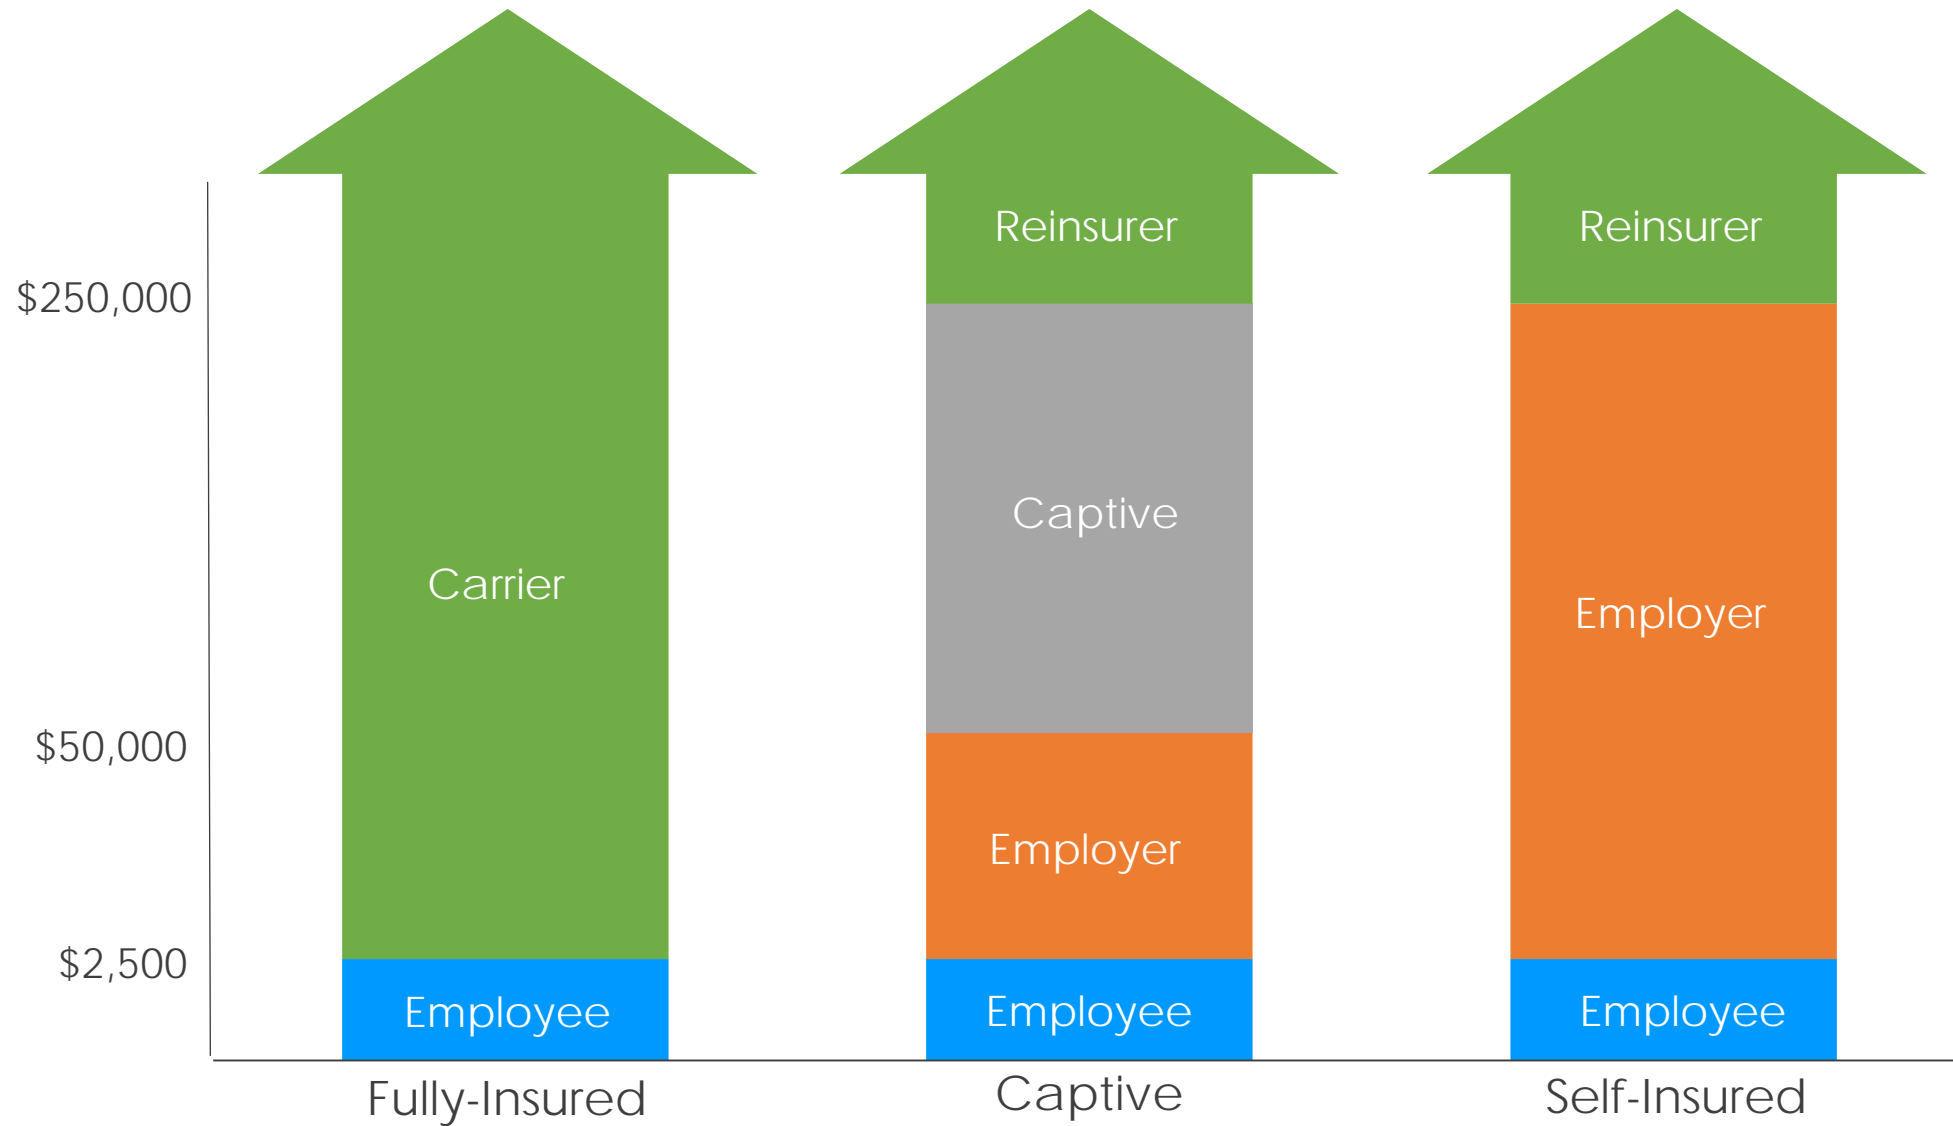 Reinsurer
Reinsurer
$250,000
Captive
Carrier
Employer
$50,000
Employer
$2,500
Employee
Employee
Employee
Fully-Insured
Captive
Self-Insured